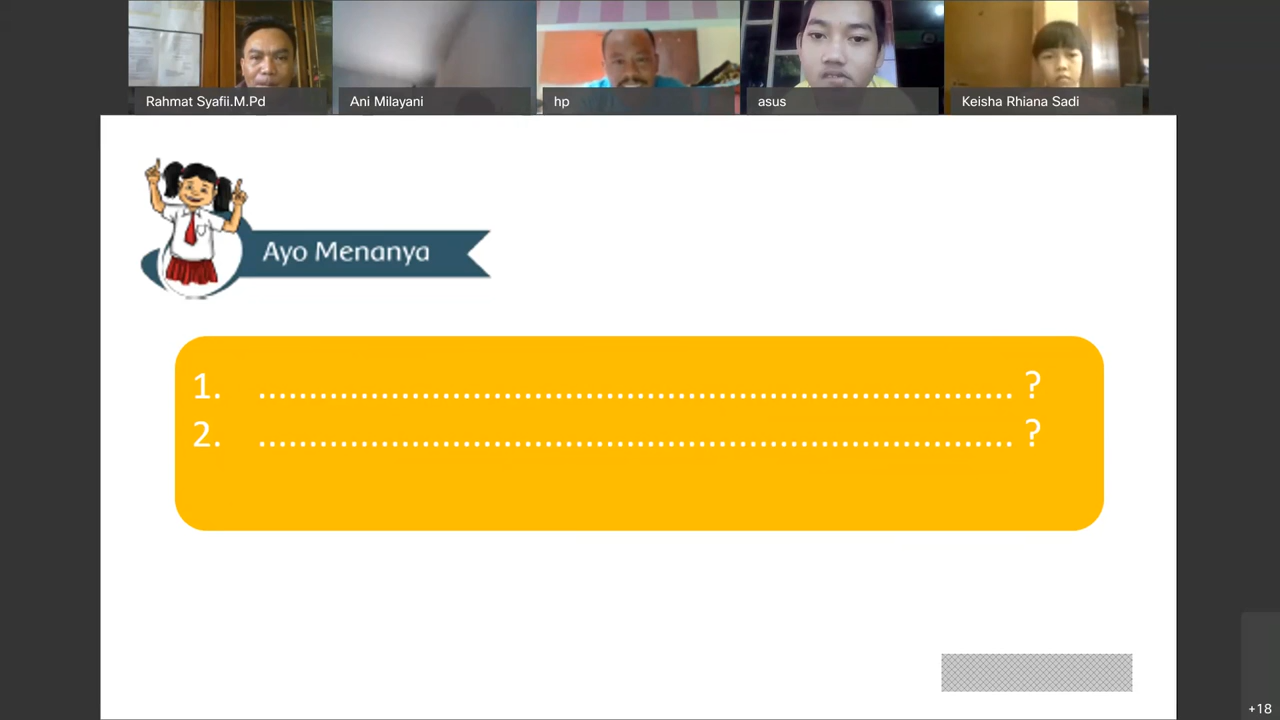 Rahmat Syafii.M.Pd
Ani Milayani
hp
asus
Keisha Rhiana Sadi
Ayo Menanya
1. .......................................................................... ?
2. .......................................................................... ?
+18